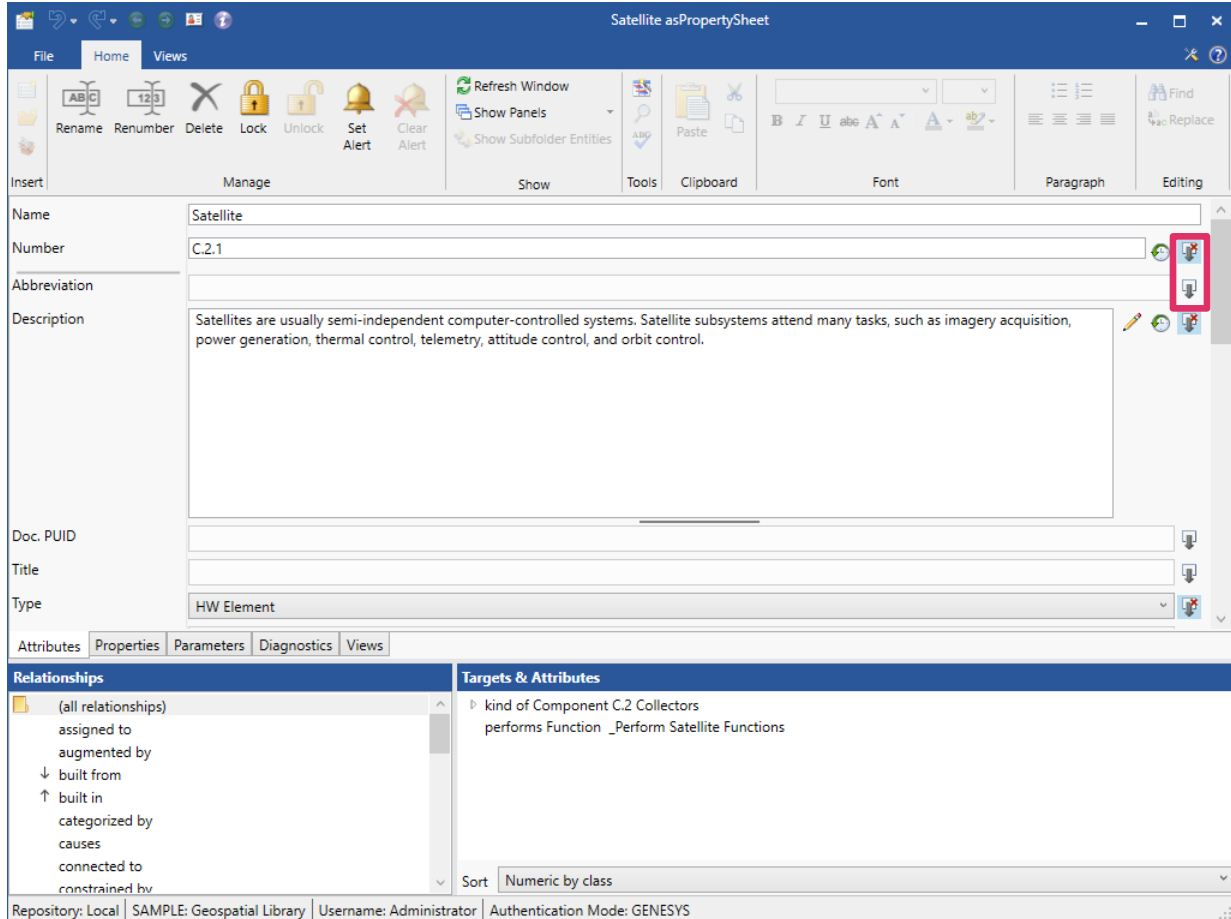 Satellite asPropertySheet
File Home Views
Rename Renumber Delete Lock Unlock Set Alert Clear Alert
Refresh Window
Show Panels
Show Subfolder Entities
ABC
Paste
B I U abc A A A ab
Find
Replace
Insert Manage Show Tools Clipboard Font Paragraph Editing
Name Satellite
Number C.2.1
Abbreviation
Description Satellites are usually semi-independent computer-controlled systems. Satellite subsystems attend many tasks, such as imagery acquisition,
power generation, thermal control, telemetry, attitude control, and orbit control.
Doc. PUID
Title
Type HW Element
Attributes Properties Parameters Diagnostics Views
Relationships Targets & Attributes
(all relationships) kind of Component C.2 Collectors
assigned to performs Function _Perform Satellite Functions
augmented by
built from
built in
categorized by
causes
connected to
constrained by
Sort Numeric by class
Repository: Local SAMPLE: Geospatial Library Username: Administrator Authentication Mode: GENESYS